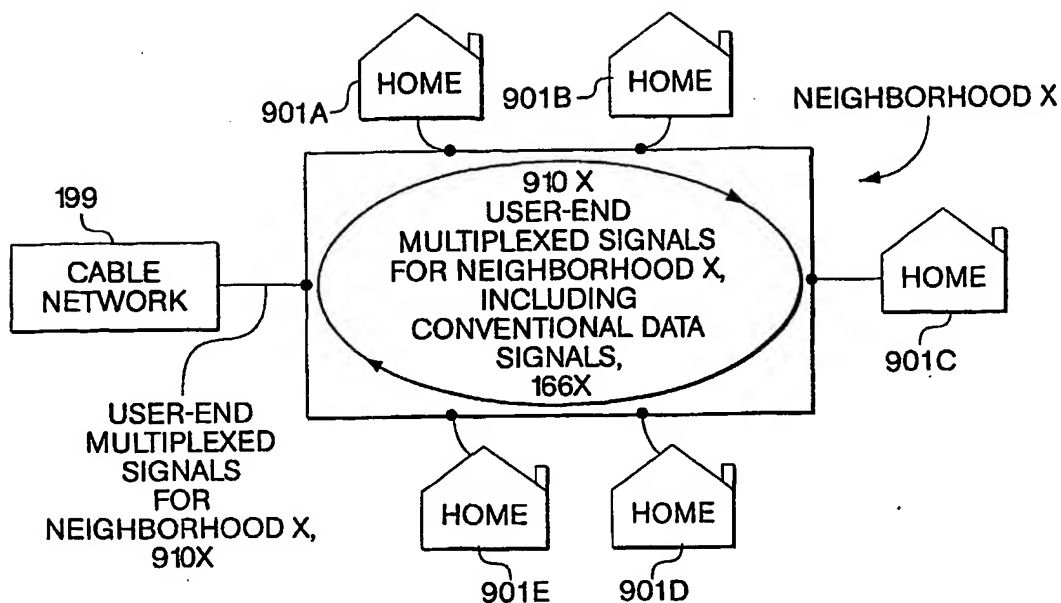 HOME
HOME
901A
901B
NEIGHBORHOOD X
199
CABLE
NETWORK
910 X
USER-END
MULTIPLEXED SIGNALS
FOR NEIGHBORHOOD X,
INCLUDING
CONVENTIONAL DATA
SIGNALS,
166X
HOME
901C
USER-END
MULTIPLEXED
SIGNALS
FOR
NEIGHBORHOOD X,
910X
HOME
HOME
901E
901D